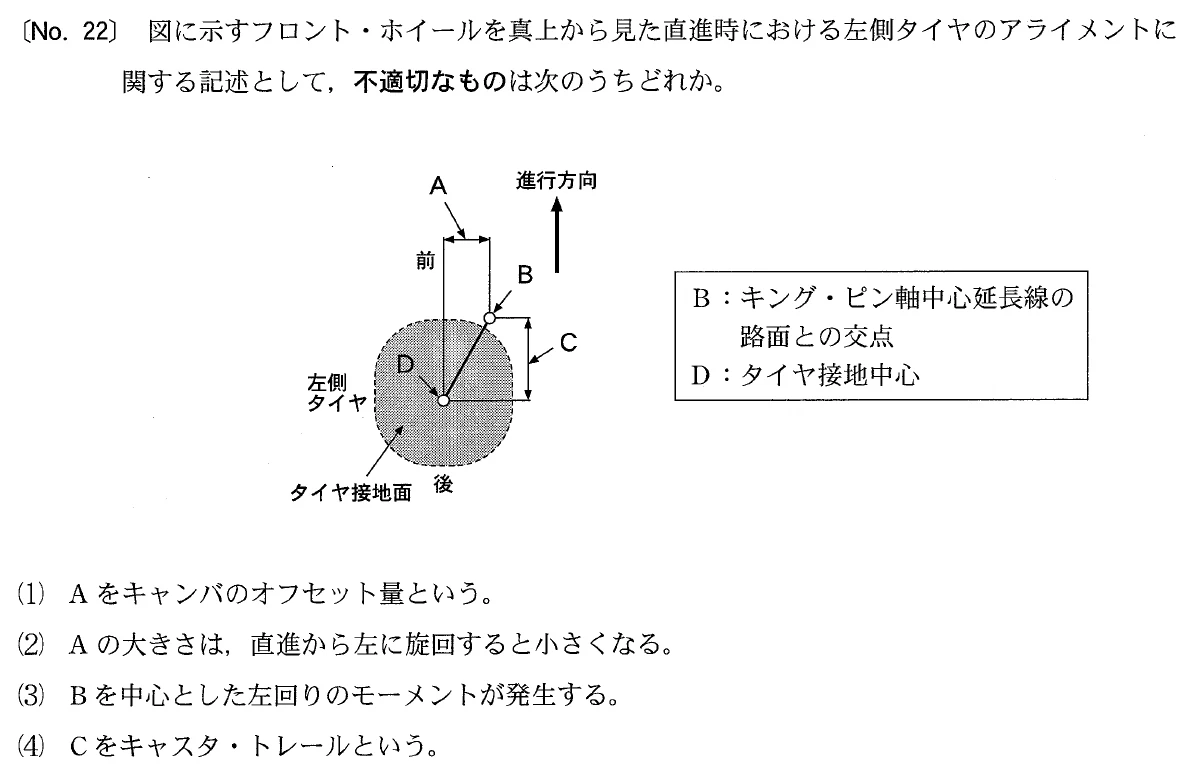 〔No. 22〕 図に示すフロント・ホイールを真上から見た直進時における左側タイヤのアライメントに
関する記述として，不適切なものは次のうちどれか。
A
進行方向
前
B
C
D
左側
タイヤ
タイヤ接地面
後
B：キング・ピン軸中心延長線の
路面との交点
D：タイヤ接地中心
(1) A をキャンバのオフセット量という。
(2) A の大きさは，直進から左に旋回すると小さくなる。
(3) B を中心とした左回りのモーメントが発生する。
(4) C をキャスタ・トレールという。